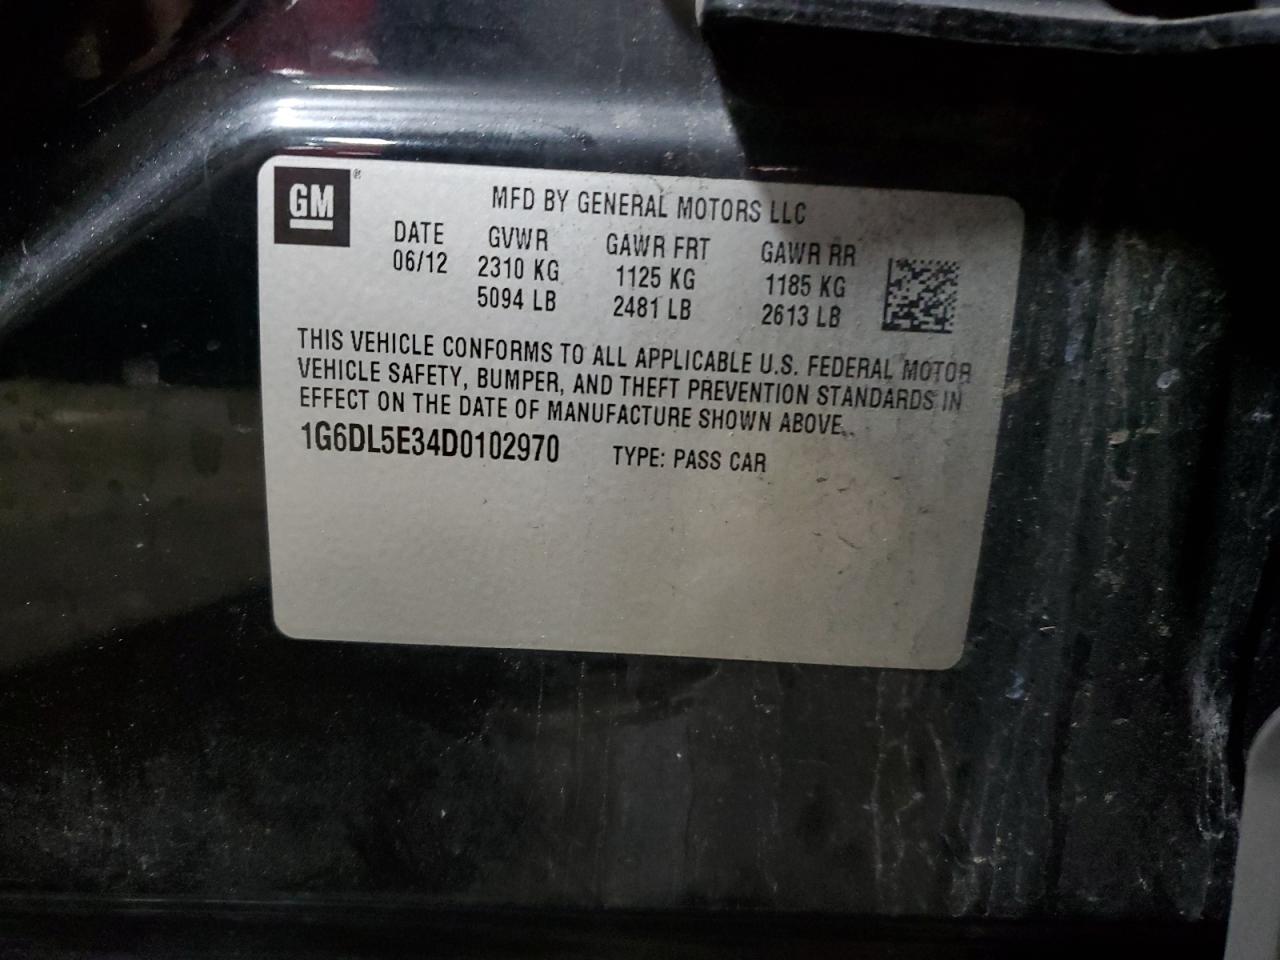 GM®
MFD BY GENERAL MOTORS LLC
DATE GVWR GAWR FRT GAWR RR
06/12 2310 KG 1125 KG 1185 KG
5094 LB 2481 LB 2613 LB
THIS VEHICLE CONFORMS TO ALL APPLICABLE U.S. FEDERAL MOTOR
VEHICLE SAFETY, BUMPER, AND THEFT PREVENTION STANDARDS IN
EFFECT ON THE DATE OF MANUFACTURE SHOWN ABOVE.
1G6DL5E34D0102970 TYPE: PASS CAR